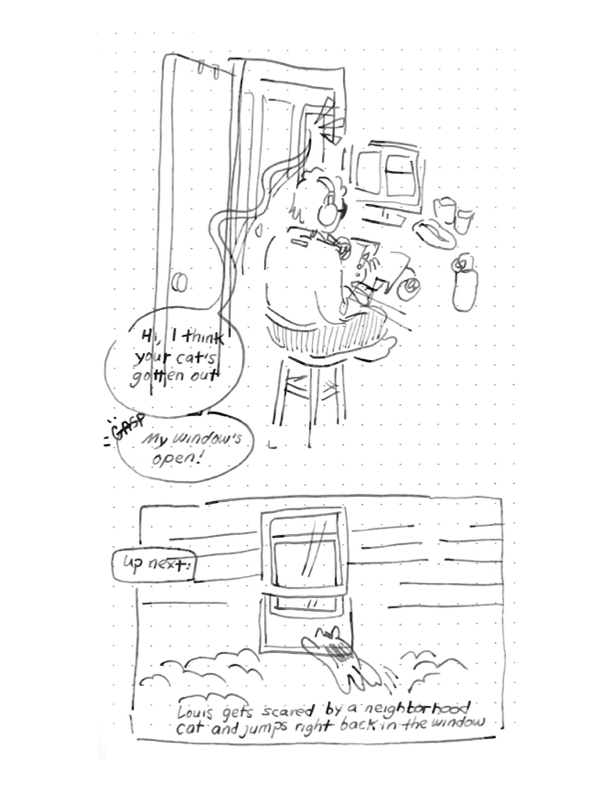 Hi, I think
your cat's
gotten out
GASP
My window's
open!
up next:
Louis gets scared by a neighborhood
cat and jumps right back in the window